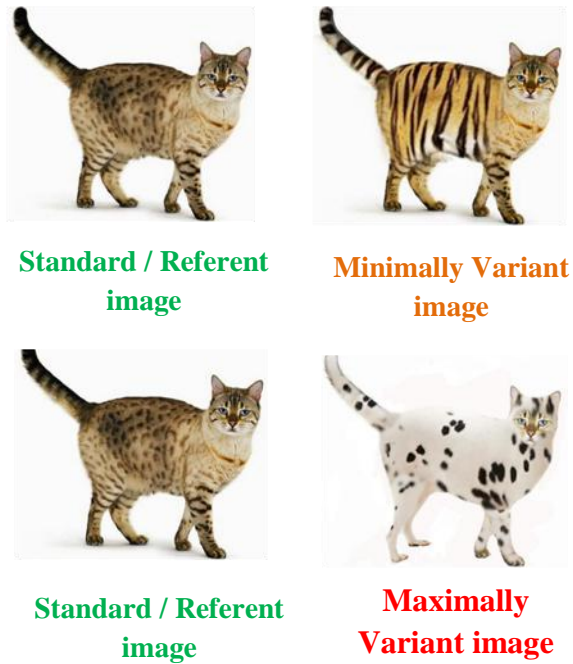 Standard / Referent
image
Minimally Variant
image
Standard / Referent
image
Maximally
Variant image